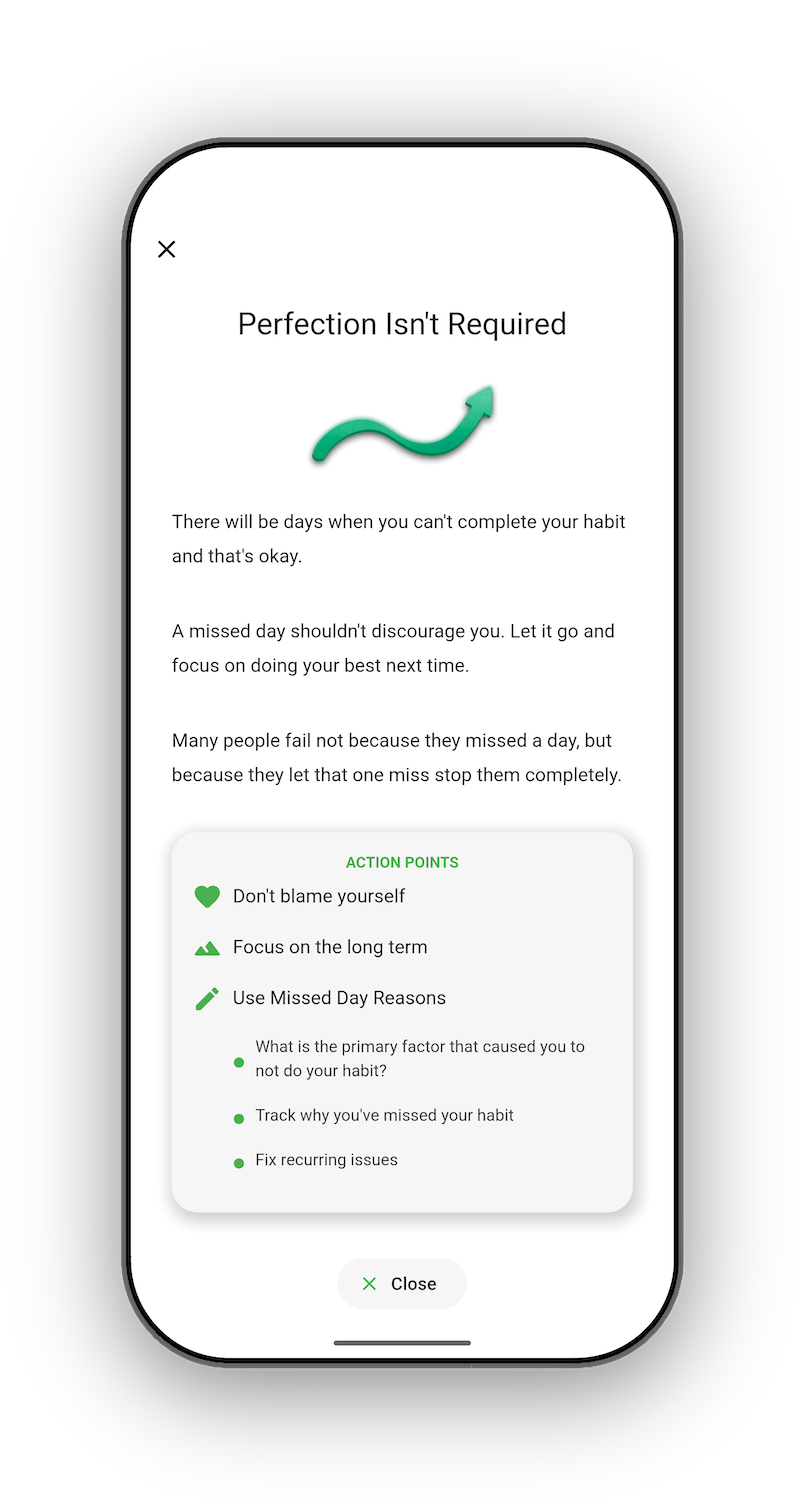 Perfection Isn't Required
There will be days when you can't complete your habit
and that's okay.
A missed day shouldn't discourage you. Let it go and
focus on doing your best next time.
Many people fail not because they missed a day, but
because they let that one miss stop them completely.
ACTION POINTS
Don't blame yourself
Focus on the long term
Use Missed Day Reasons
What is the primary factor that caused you to
not do your habit?
Track why you've missed your habit
Fix recurring issues
Close